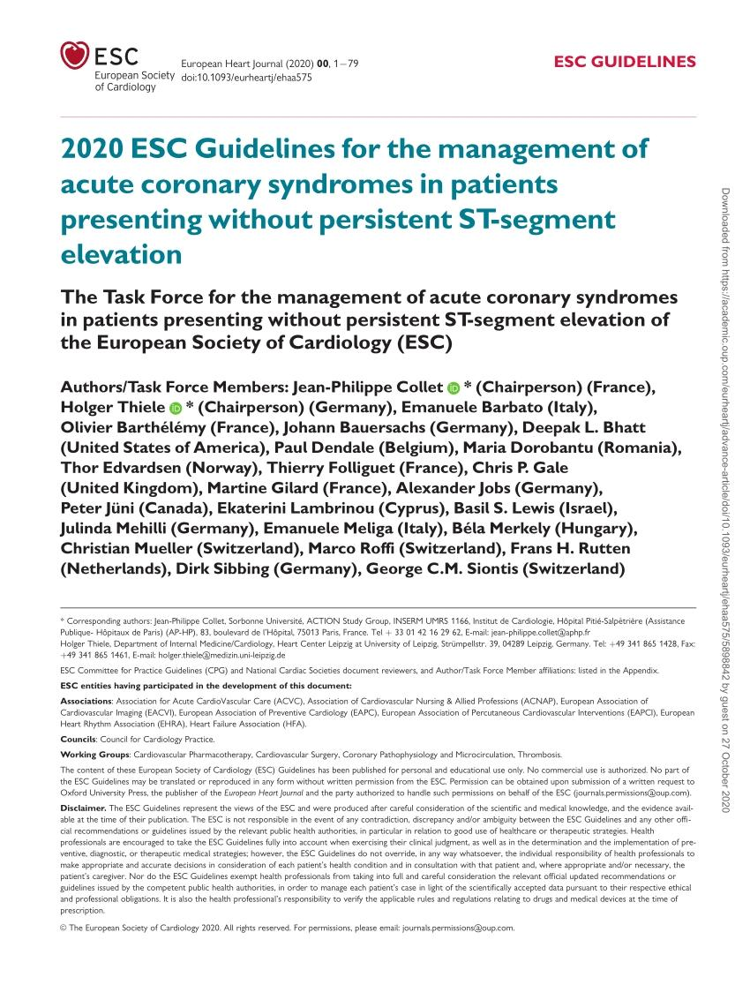 ESC
European Society
of Cardiology
European Heart Journal (2020) 00, 1–79
doi:10.1093/eurheartj/ehaa575
ESC GUIDELINES
2020 ESC Guidelines for the management of
acute coronary syndromes in patients
presenting without persistent ST-segment
elevation
The Task Force for the management of acute coronary syndromes
in patients presenting without persistent ST-segment elevation of
the European Society of Cardiology (ESC)
Authors/Task Force Members: Jean-Philippe Collet iD * (Chairperson) (France),
Holger Thiele iD * (Chairperson) (Germany), Emanuele Barbato (Italy),
Olivier Barthélémy (France), Johann Bauersachs (Germany), Deepak L. Bhatt
(United States of America), Paul Dendale (Belgium), Maria Dorobantu (Romania),
Thor Edvardsen (Norway), Thierry Folliguet (France), Chris P. Gale
(United Kingdom), Martine Gilard (France), Alexander Jobs (Germany),
Peter Jüni (Canada), Ekaterini Lambrinou (Cyprus), Basil S. Lewis (Israel),
Julinda Mehilli (Germany), Emanuele Meliga (Italy), Béla Merkely (Hungary),
Christian Mueller (Switzerland), Marco Roffi (Switzerland), Frans H. Rutten
(Netherlands), Dirk Sibbing (Germany), George C.M. Siontis (Switzerland)
* Corresponding authors: Jean-Philippe Collet, Sorbonne Université, ACTION Study Group, INSERM UMRS 1166, Institut de Cardiologie, Hôpital Pitié-Salpêtrière (Assistance
Publique- Hôpitaux de Paris) (AP-HP), 83, boulevard de l'Hôpital, 75013 Paris, France. Tel + 33 01 42 16 29 62, E-mail: jean-philippe.collet@aphp.fr
Holger Thiele, Department of Internal Medicine/Cardiology, Heart Center Leipzig at University of Leipzig, Strümpellstr. 39, 04289 Leipzig, Germany. Tel: +49 341 865 1428, Fax:
+49 341 865 1461, E-mail: holger.thiele@medizin.uni-leipzig.de
ESC Committee for Practice Guidelines (CPG) and National Cardiac Societies document reviewers, and Author/Task Force Member affiliations: listed in the Appendix.
ESC entities having participated in the development of this document:
Associations: Association for Acute CardioVascular Care (ACVC), Association of Cardiovascular Nursing & Allied Professions (ACNAP), European Association of
Cardiovascular Imaging (EACVI), European Association of Preventive Cardiology (EAPC), European Association of Percutaneous Cardiovascular Interventions (EAPCI), European
Heart Rhythm Association (EHRA), Heart Failure Association (HFA).
Councils: Council for Cardiology Practice.
Working Groups: Cardiovascular Pharmacotherapy, Cardiovascular Surgery, Coronary Pathophysiology and Microcirculation, Thrombosis.
The content of these European Society of Cardiology (ESC) Guidelines has been published for personal and educational use only. No commercial use is authorized. No part of
the ESC Guidelines may be translated or reproduced in any form without written permission from the ESC. Permission can be obtained upon submission of a written request to
Oxford University Press, the publisher of the European Heart Journal and the party authorized to handle such permissions on behalf of the ESC (journals.permissions@oup.com).
Disclaimer. The ESC Guidelines represent the views of the ESC and were produced after careful consideration of the scientific and medical knowledge, and the evidence avail-
able at the time of their publication. The ESC is not responsible in the event of any contradiction, discrepancy and/or ambiguity between the ESC Guidelines and any other offi-
cial recommendations or guidelines issued by the relevant public health authorities, in particular in relation to good use of healthcare or therapeutic strategies. Health
professionals are encouraged to take the ESC Guidelines fully into account when exercising their clinical judgment, as well as in the determination and the implementation of pre-
ventive, diagnostic, or therapeutic medical strategies; however, the ESC Guidelines do not override, in any way whatsoever, the individual responsibility of health professionals to
make appropriate and accurate decisions in consideration of each patient's health condition and in consultation with that patient and, where appropriate and/or necessary, the
patient's caregiver. Nor do the ESC Guidelines exempt health professionals from taking into full and careful consideration the relevant official updated recommendations or
guidelines issued by the competent public health authorities, in order to manage each patient's case in light of the scientifically accepted data pursuant to their respective ethical
and professional obligations. It is also the health professional's responsibility to verify the applicable rules and regulations relating to drugs and medical devices at the time of
prescription.
© The European Society of Cardiology 2020. All rights reserved. For permissions, please email: journals.permissions@oup.com.
Downloaded from https://academic.oup.com/eurheartj/advance-article/doi/10.1093/eurheartj/ehaa575/5898842 by guest on 27 October 2020